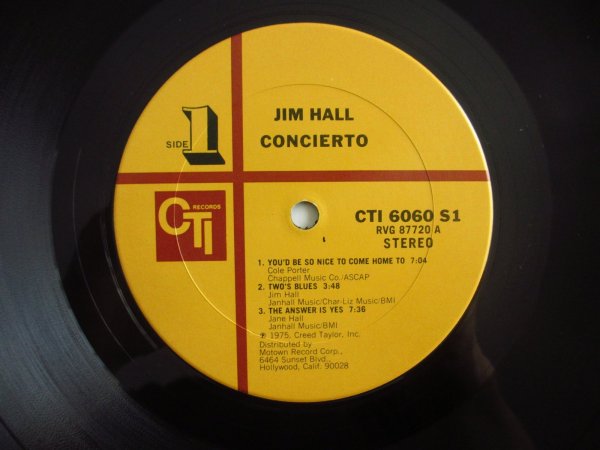 JIM HALL
CONCIERTO
SIDE 1
CTI RECORDS
CTI 6060 S1
RVG 87720 A
STEREO
1. YOU'D BE SO NICE TO COME HOME TO 7:04
Cole Porter
Chappell Music Co./ASCAP
2. TWO'S BLUES 3:48
Jim Hall
Janhall Music/Char-Liz Music/BMI
3. THE ANSWER IS YES 7:36
Jane Hall
Janhall Music/BMI
℗ 1975, Creed Taylor, Inc.
Distributed by
Motown Record Corp.,
6464 Sunset Blvd.,
Hollywood, Calif. 90028